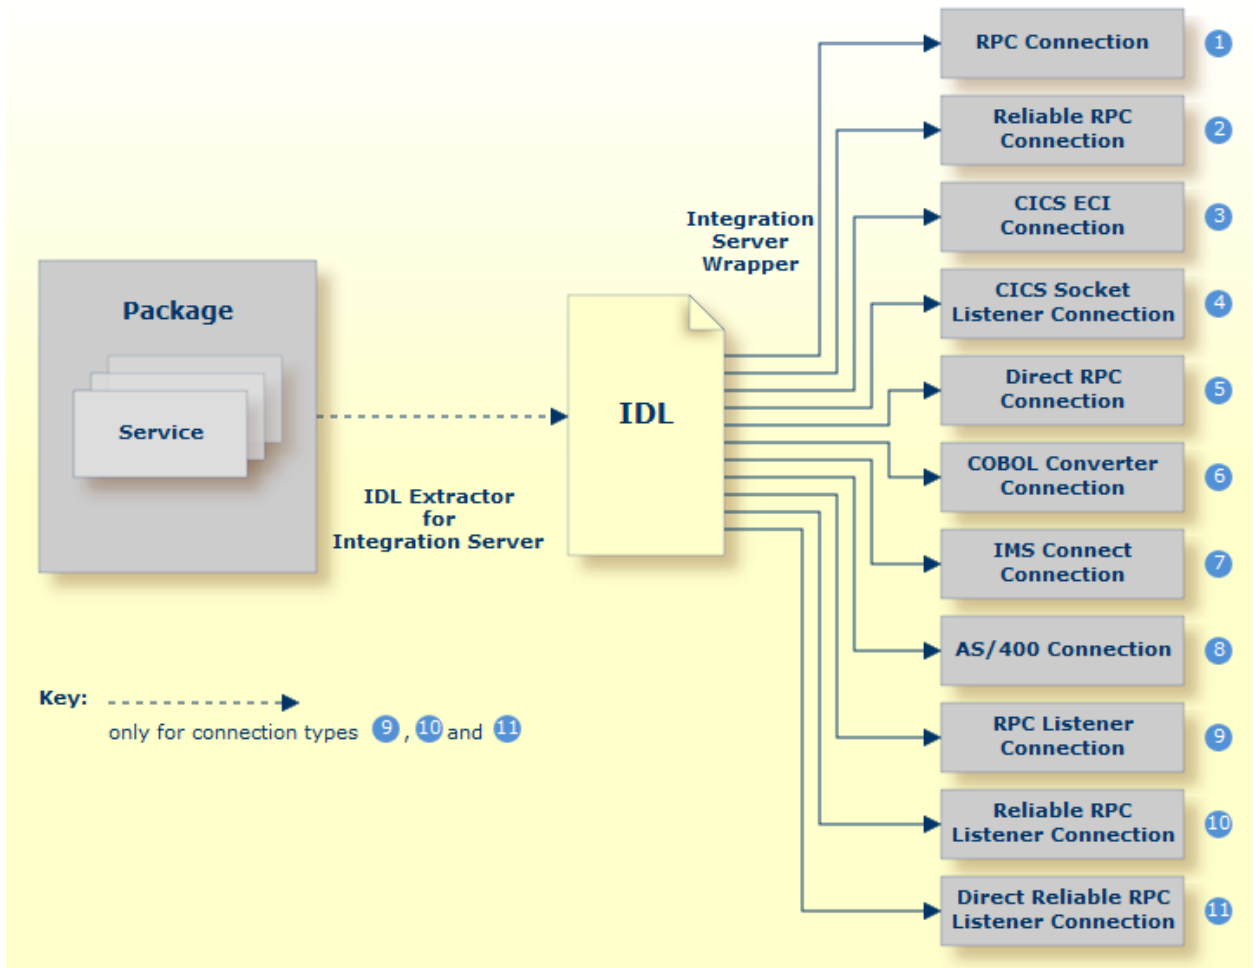 RPC Connection
1
Reliable RPC
Connection
2
CICS ECI
Connection
3
Integration
Server
Wrapper
CICS Socket
Listener Connection
4
Package
Service
IDL
Direct RPC
Connection
5
COBOL Converter
Connection
6
IDL Extractor
for
Integration Server
IMS Connect
Connection
7
AS/400 Connection
8
Key:
only for connection types 9 , 10 and 11
RPC Listener
Connection
9
Reliable RPC
Listener Connection
10
Direct Reliable RPC
Listener Connection
11